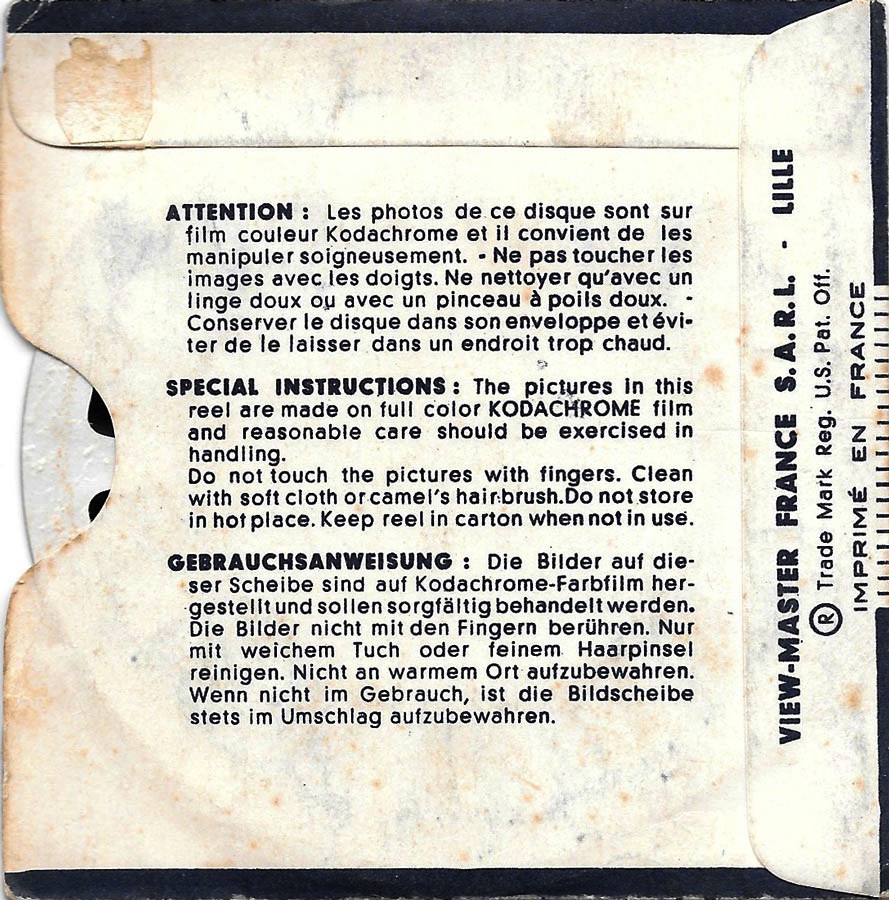 ATTENTION : Les photos de ce disque sont sur
film couleur Kodachrome et il convient de les
manipuler soigneusement. - Ne pas toucher les
images avec les doigts. Ne nettoyer qu'avec un
linge doux ou avec un pinceau à poils doux. -
Conserver le disque dans son enveloppe et évi-
ter de le laisser dans un endroit trop chaud.
SPECIAL INSTRUCTIONS : The pictures in this
reel are made on full color KODACHROME film
and reasonable care should be exercised in
handling.
Do not touch the pictures with fingers. Clean
with soft cloth or camel's hair brush. Do not store
in hot place. Keep reel in carton when not in use.
GEBRAUCHSANWEISUNG : Die Bilder auf die-
ser Scheibe sind auf Kodachrome-Farbfilm her-
gestellt und sollen sorgfältig behandelt werden.
Die Bilder nicht mit den Fingern berühren. Nur
mit weichem Tuch oder feinem Haarpinsel
reinigen. Nicht an warmem Ort aufzubewahren.
Wenn nicht im Gebrauch, ist die Bildscheibe
stets im Umschlag aufzubewahren.
VIEW-MASTER FRANCE S.A.R.L. - LILLE
® Trade Mark Reg. U.S. Pat. Off.
IMPRIMÉ EN FRANCE